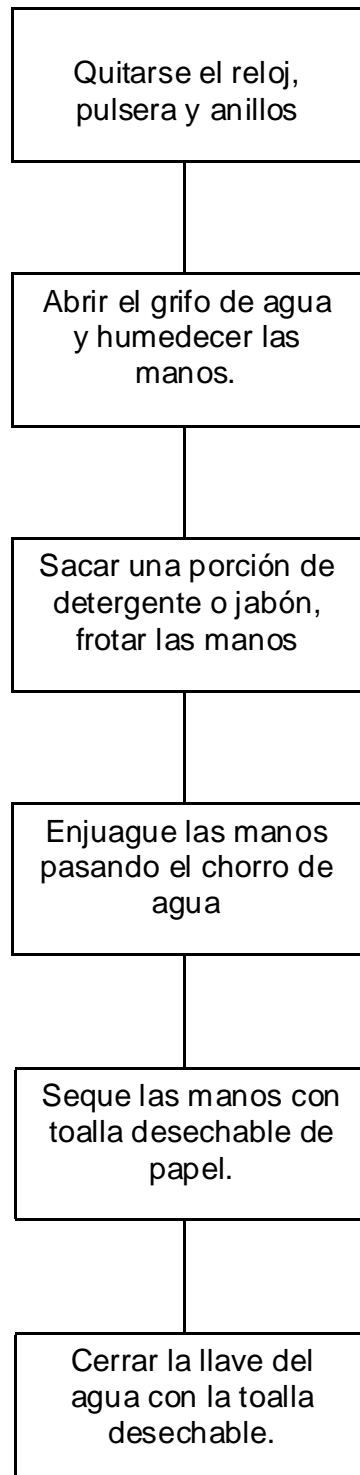 Quitarse el reloj,
pulsera y anillos
Abrir el grifo de agua
y humedecer las
manos.
Sacar una porción de
detergente o jabón,
frotar las manos
Enjuague las manos
pasando el chorro de
agua
Seque las manos con
toalla desechable de
papel.
Cerrar la llave del
agua con la toalla
desechable.